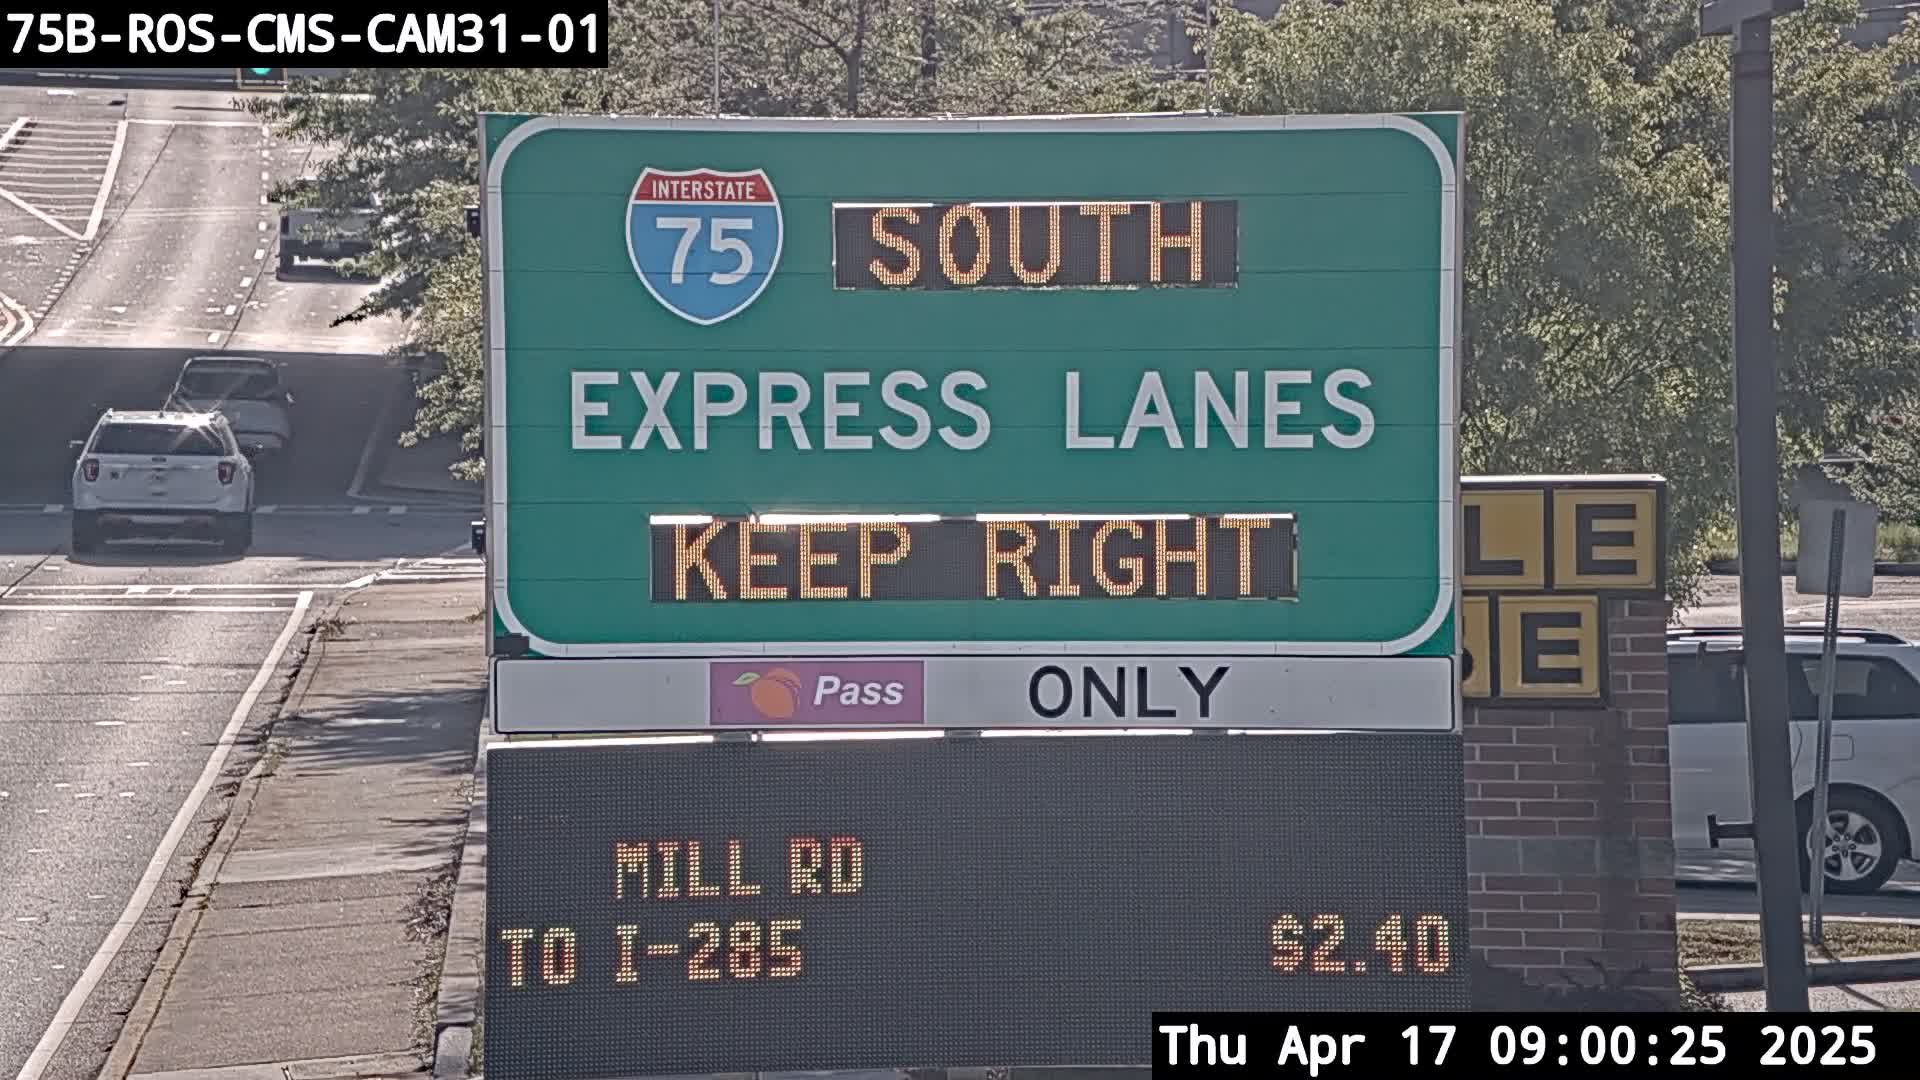 75B-ROS-CMS-CAM31-01
INTERSTATE
75
SOUTH
EXPRESS LANES
KEEP RIGHT
Pass ONLY
MILL RD
TO I-285 $2.40
LE
E
Thu Apr 17 09:00:25 2025